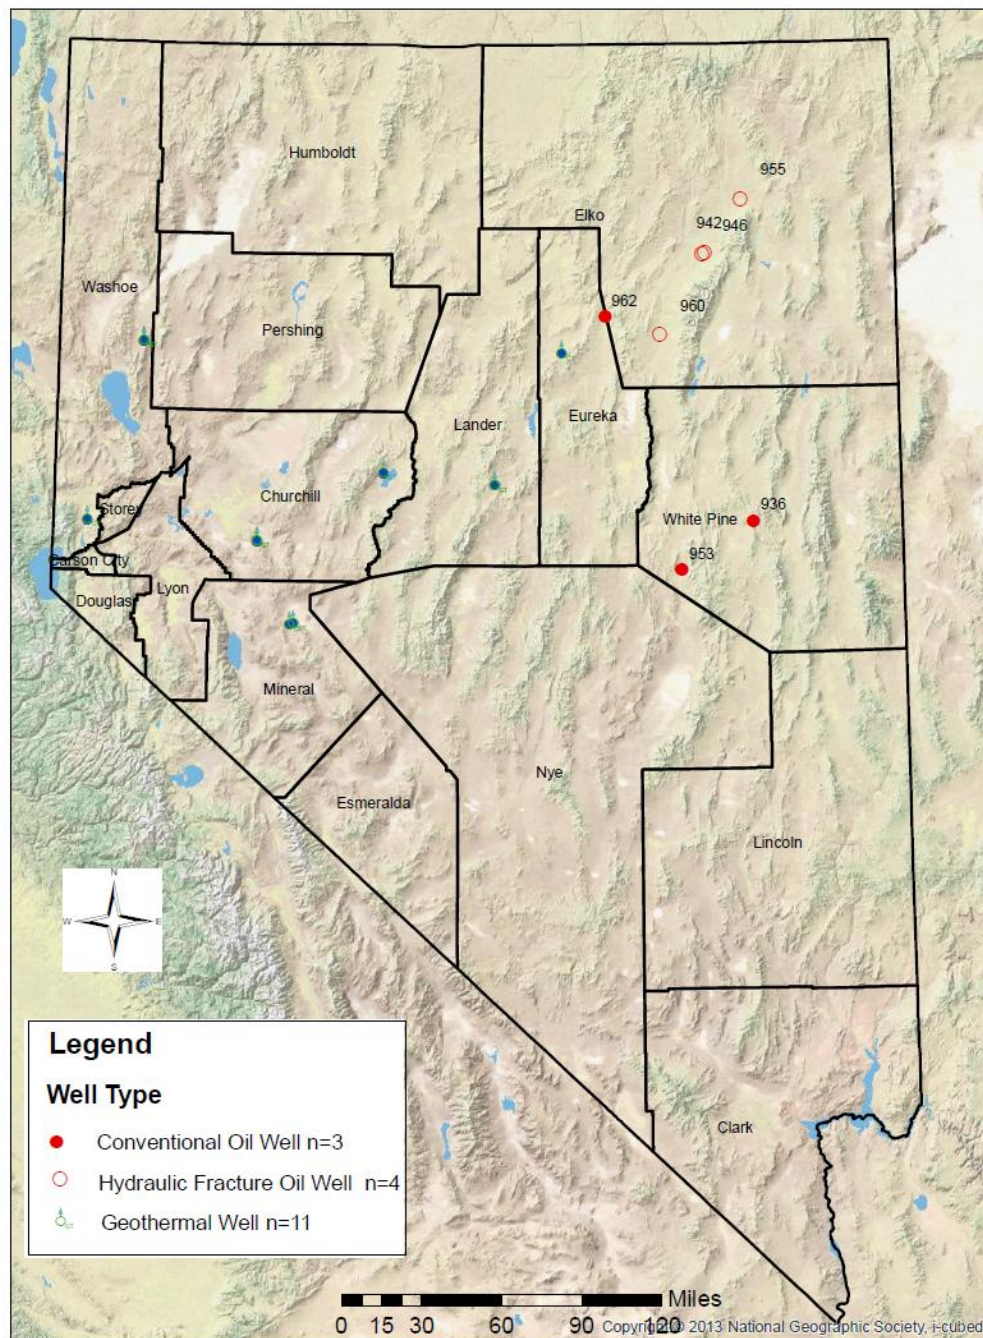 Humboldt
955
Elko
942 946
Washoe
962
960
Pershing
Eureka
Lander
Churchill
936
Storey
White Pine
953
Carson City
Lyon
Douglas
Mineral
Nye
Esmeralda
Lincoln
N
W E
S
Legend
Well Type
Clark
Conventional Oil Well n=3
Hydraulic Fracture Oil Well n=4
GT
Geothermal Well n=11
Miles
0 15 30 60 90 120
Copyright:© 2013 National Geographic Society, i-cubed